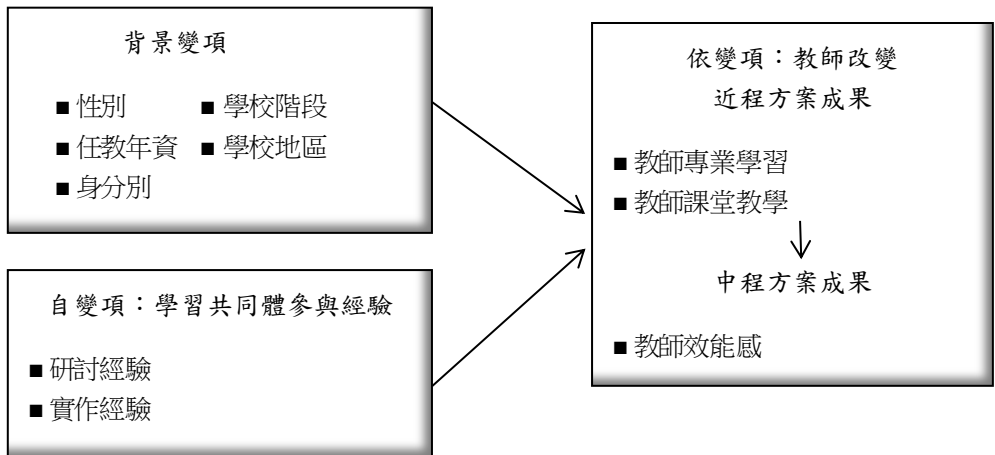 背景變項
■ 性別 ■ 學校階段
■ 任教年資 ■ 學校地區
■ 身分別
自變項：學習共同體參與經驗
■ 研討經驗
■ 實作經驗
依變項：教師改變
近程方案成果
■ 教師專業學習
■ 教師課堂教學
中程方案成果
■ 教師效能感